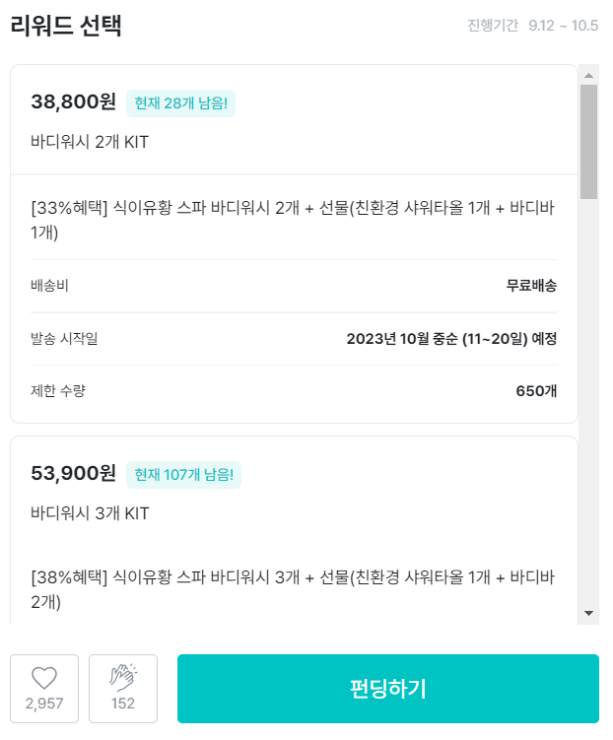 리워드 선택
진행기간 9.12 ~ 10.5
38,800원 현재 28개 남음!
바디워시 2개 KIT
[33%혜택] 식이유황 스파 바디워시 2개 + 선물(친환경 샤워타올 1개 + 바디바
1개)
배송비 무료배송
발송 시작일 2023년 10월 중순 (11~20일) 예정
제한 수량 650개
53,900원 현재 107개 남음!
바디워시 3개 KIT
[38%혜택] 식이유황 스파 바디워시 3개 + 선물(친환경 샤워타올 1개 + 바디바
2개)
2,957
152
펀딩하기